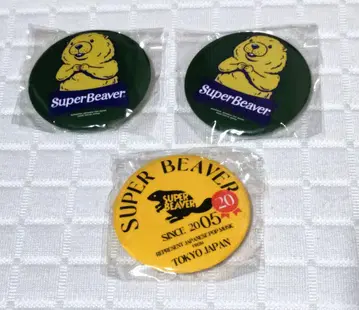 SuperBeaver
SuperBeaver
SUPER BEAVER
SUPER
BEAVER
20
SINCE 2005
REPRESENT JAPANESE POP MUSIC
FROM
TOKYO JAPAN